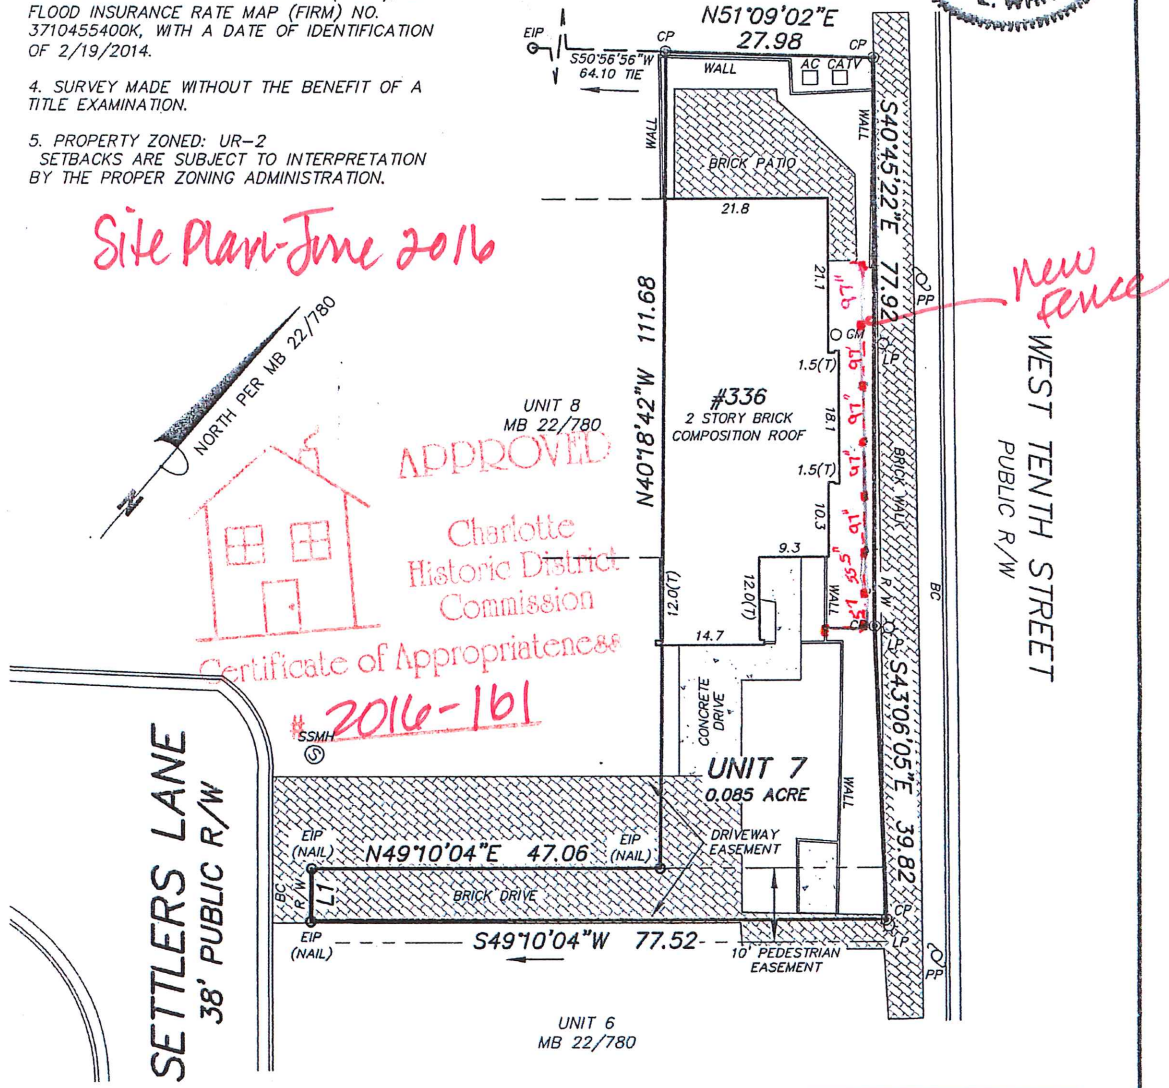 FLOOD INSURANCE RATE MAP (FIRM) NO.
3710455400K, WITH A DATE OF IDENTIFICATION
OF 2/19/2014.
4. SURVEY MADE WITHOUT THE BENEFIT OF A
TITLE EXAMINATION.
5. PROPERTY ZONED: UR-2
SETBACKS ARE SUBJECT TO INTERPRETATION
BY THE PROPER ZONING ADMINISTRATION.
Site Plan-June 2016
N51°09'02"E
27.98
EIP
CP
CP
S50°56'56"W
64.10 TIE
WALL
AC
CATV
WALL
WALL
S40°45'22"E 77.92
BRICK PATIO
21.8
new
fence
NORTH PER MB 22/780
N
N40°18'42"W 111.68
21.1
GM
PP
LP
1.5(T)
#336
2 STORY BRICK
COMPOSITION ROOF
18.1
1.5(T)
10.3
9.3
UNIT 8
MB 22/780
BRICK WALK
WEST TENTH STREET
PUBLIC R/W
APPROVED
Charlotte
Historic District
Commission
Certificate of Appropriateness
# 2016-161
12.0(T)
12.0(T)
WALL
55.5"
R/W
BC
CP
LP
14.7
S43°06'05"E 39.82
CONCRETE
DRIVE
SSMH
S
UNIT 7
0.085 ACRE
WALL
SETTLERS LANE
38' PUBLIC R/W
EIP
(NAIL)
N49°10'04"E 47.06
EIP
(NAIL)
DRIVEWAY
EASEMENT
BC
R/W
L1
BRICK DRIVE
CP
EIP
(NAIL)
S49°10'04"W 77.52
10' PEDESTRIAN
EASEMENT
LP
PP
UNIT 6
MB 22/780